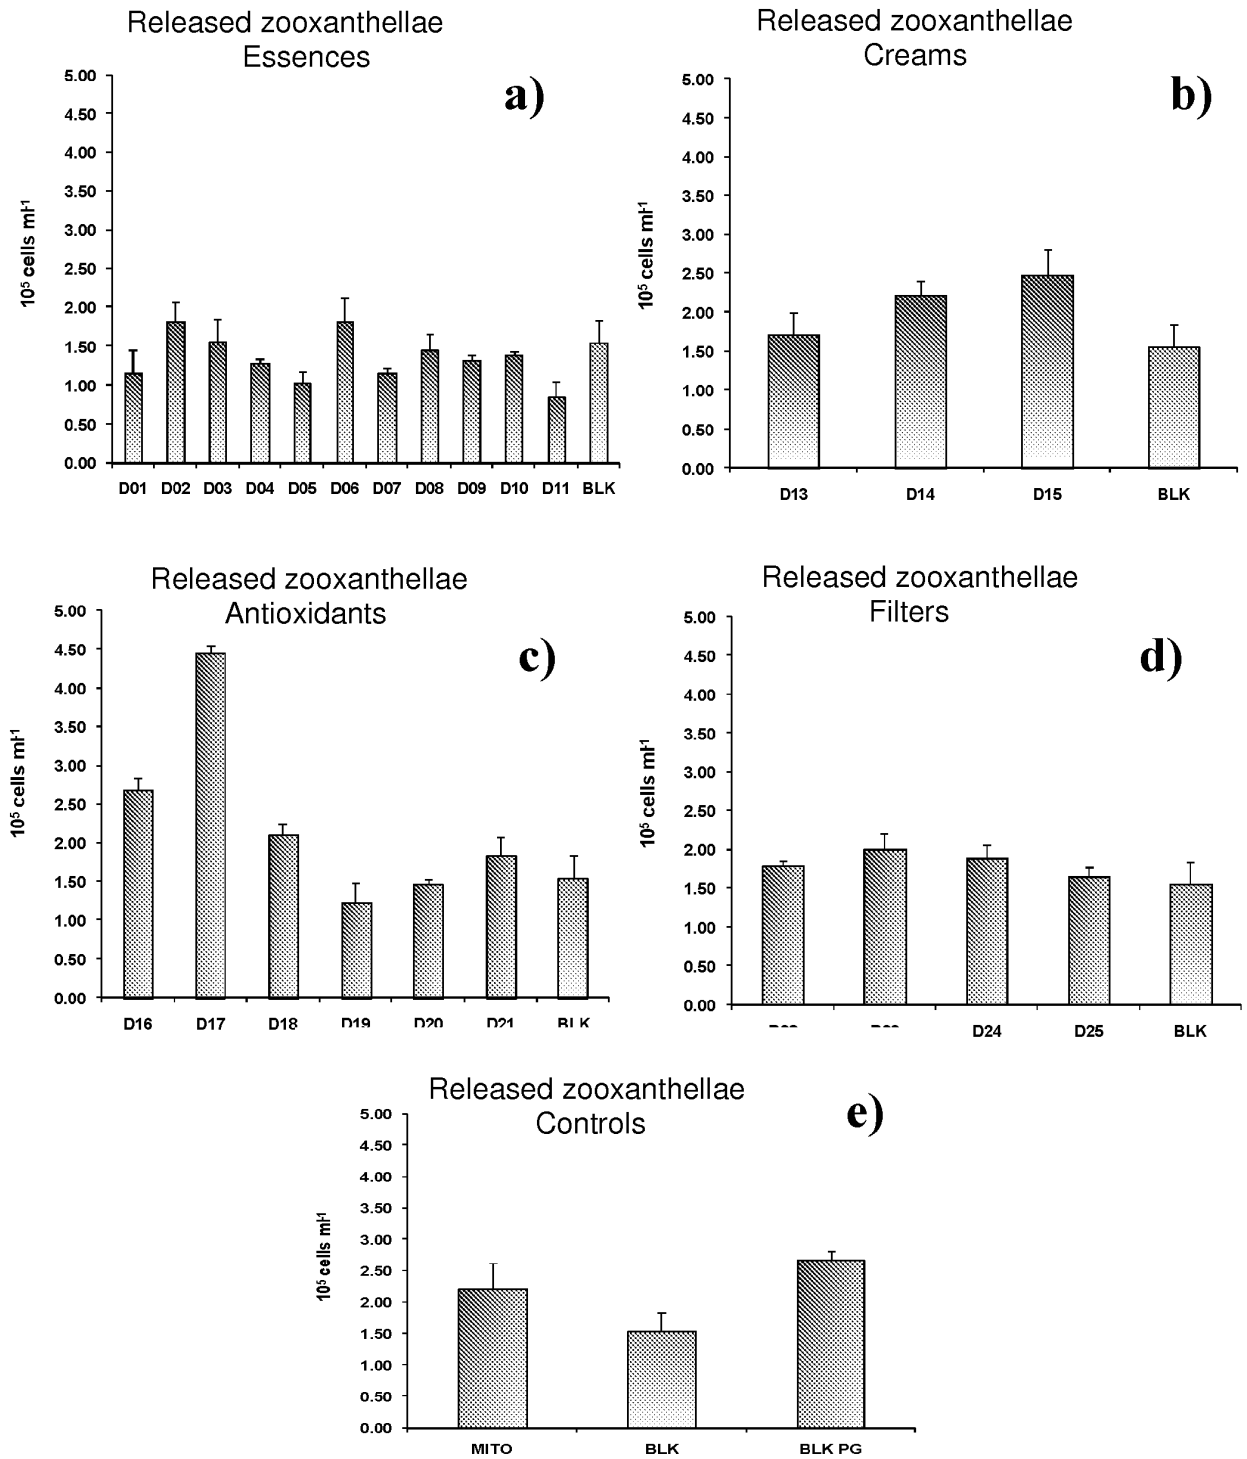 Released zooxanthellae
Essences
a)
5.00
4.50
4.00
3.50
3.00
2.50
2.00
1.50
1.00
0.50
0.00
10⁵ cells ml⁻¹
D01 D02 D03 D04 D05 D06 D07 D08 D09 D10 D11 BLK
Released zooxanthellae
Creams
b)
5.00
4.50
4.00
3.50
3.00
2.50
2.00
1.50
1.00
0.50
0.00
10⁵ cells ml⁻¹
D13 D14 D15 BLK
Released zooxanthellae
Antioxidants
c)
5.00
4.50
4.00
3.50
3.00
2.50
2.00
1.50
1.00
0.50
0.00
10⁵ cells ml⁻¹
D16 D17 D18 D19 D20 D21 BLK
Released zooxanthellae
Filters
d)
5.00
4.50
4.00
3.50
3.00
2.50
2.00
1.50
1.00
0.50
0.00
10⁵ cells ml⁻¹
D24 D25 BLK
Released zooxanthellae
Controls
e)
5.00
4.50
4.00
3.50
3.00
2.50
2.00
1.50
1.00
0.50
0.00
10⁵ cells ml⁻¹
MITO BLK BLK PG